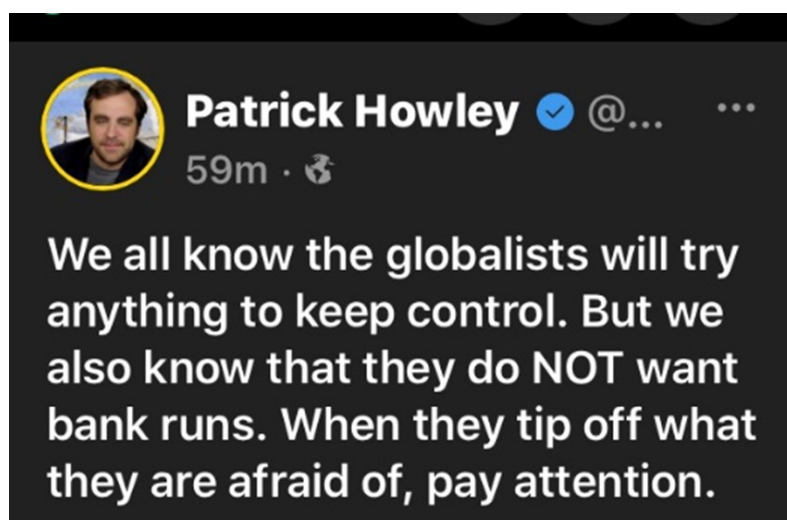 Patrick Howley @...
59m ·
We all know the globalists will try
anything to keep control. But we
also know that they do NOT want
bank runs. When they tip off what
they are afraid of, pay attention.